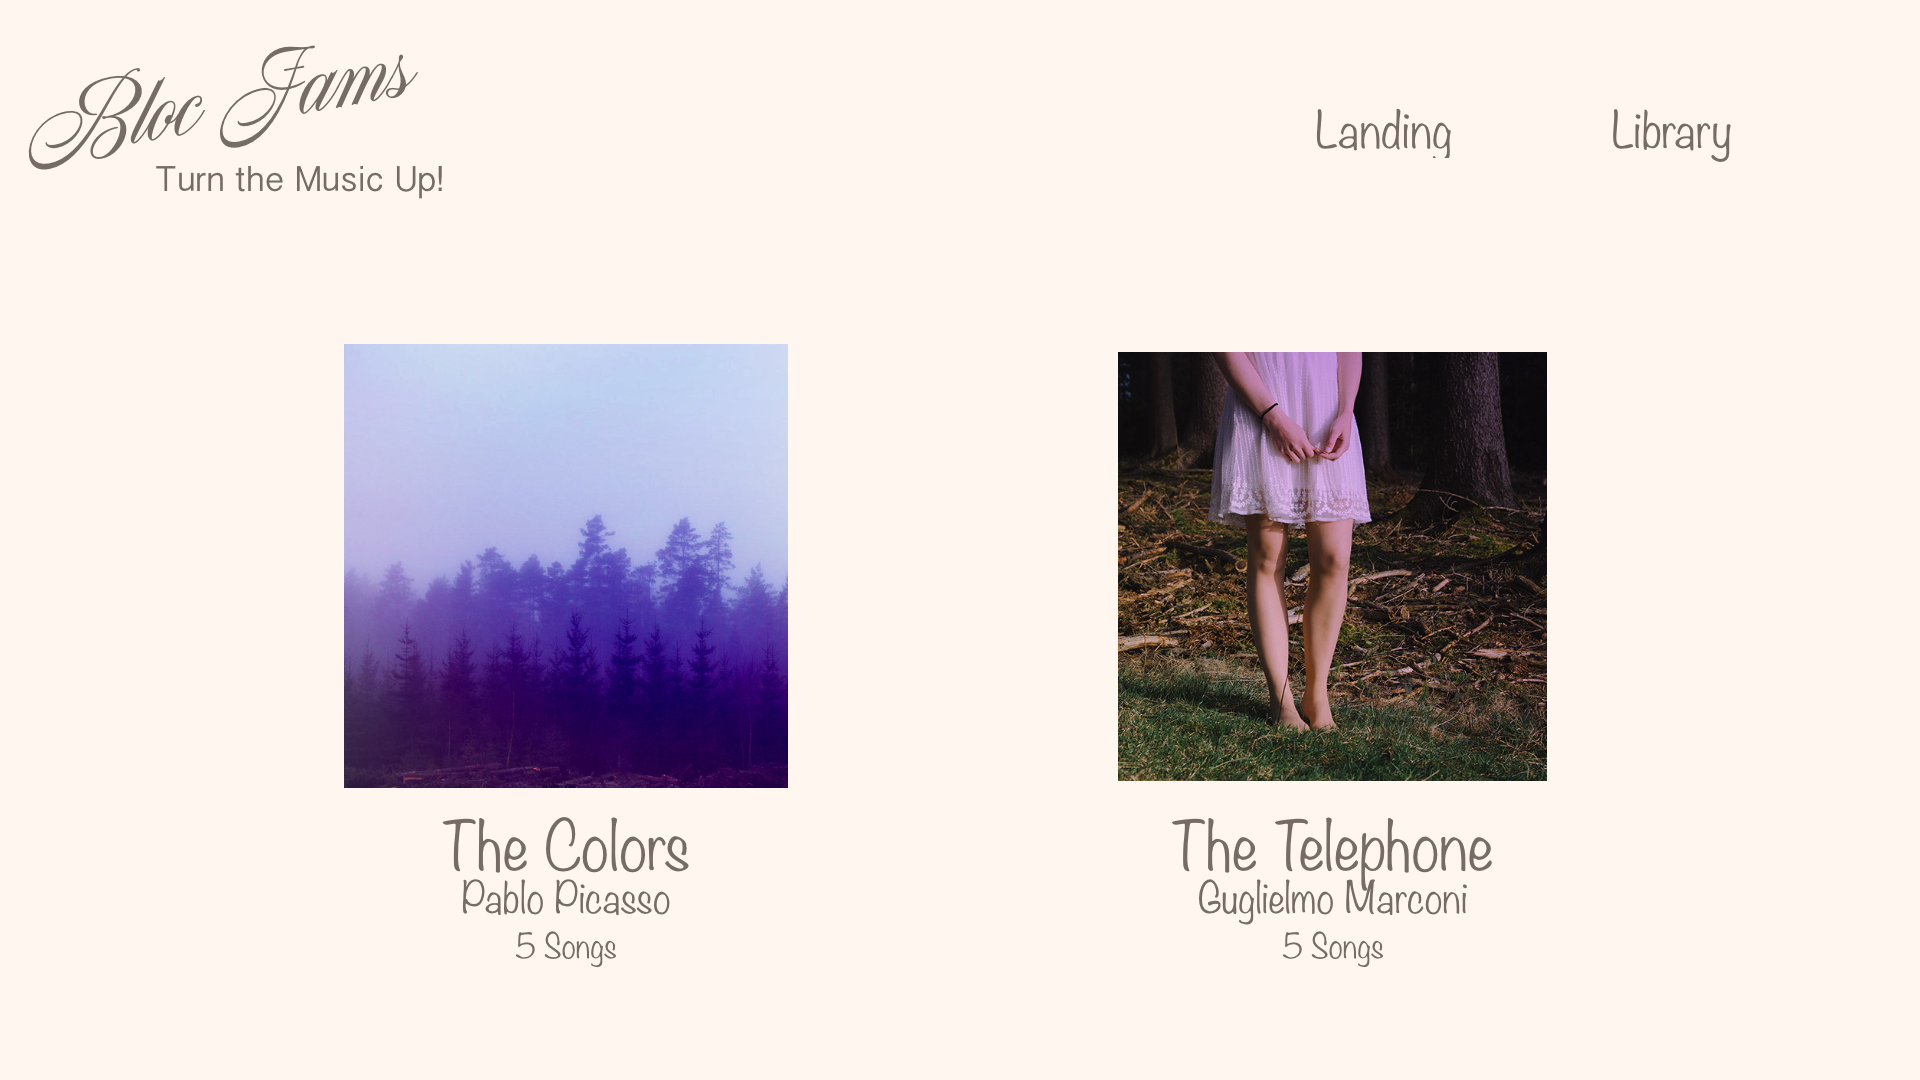 Bloc Jams
Turn the Music Up!
Landing
Library
The Colors
Pablo Picasso
5 Songs
The Telephone
Guglielmo Marconi
5 Songs